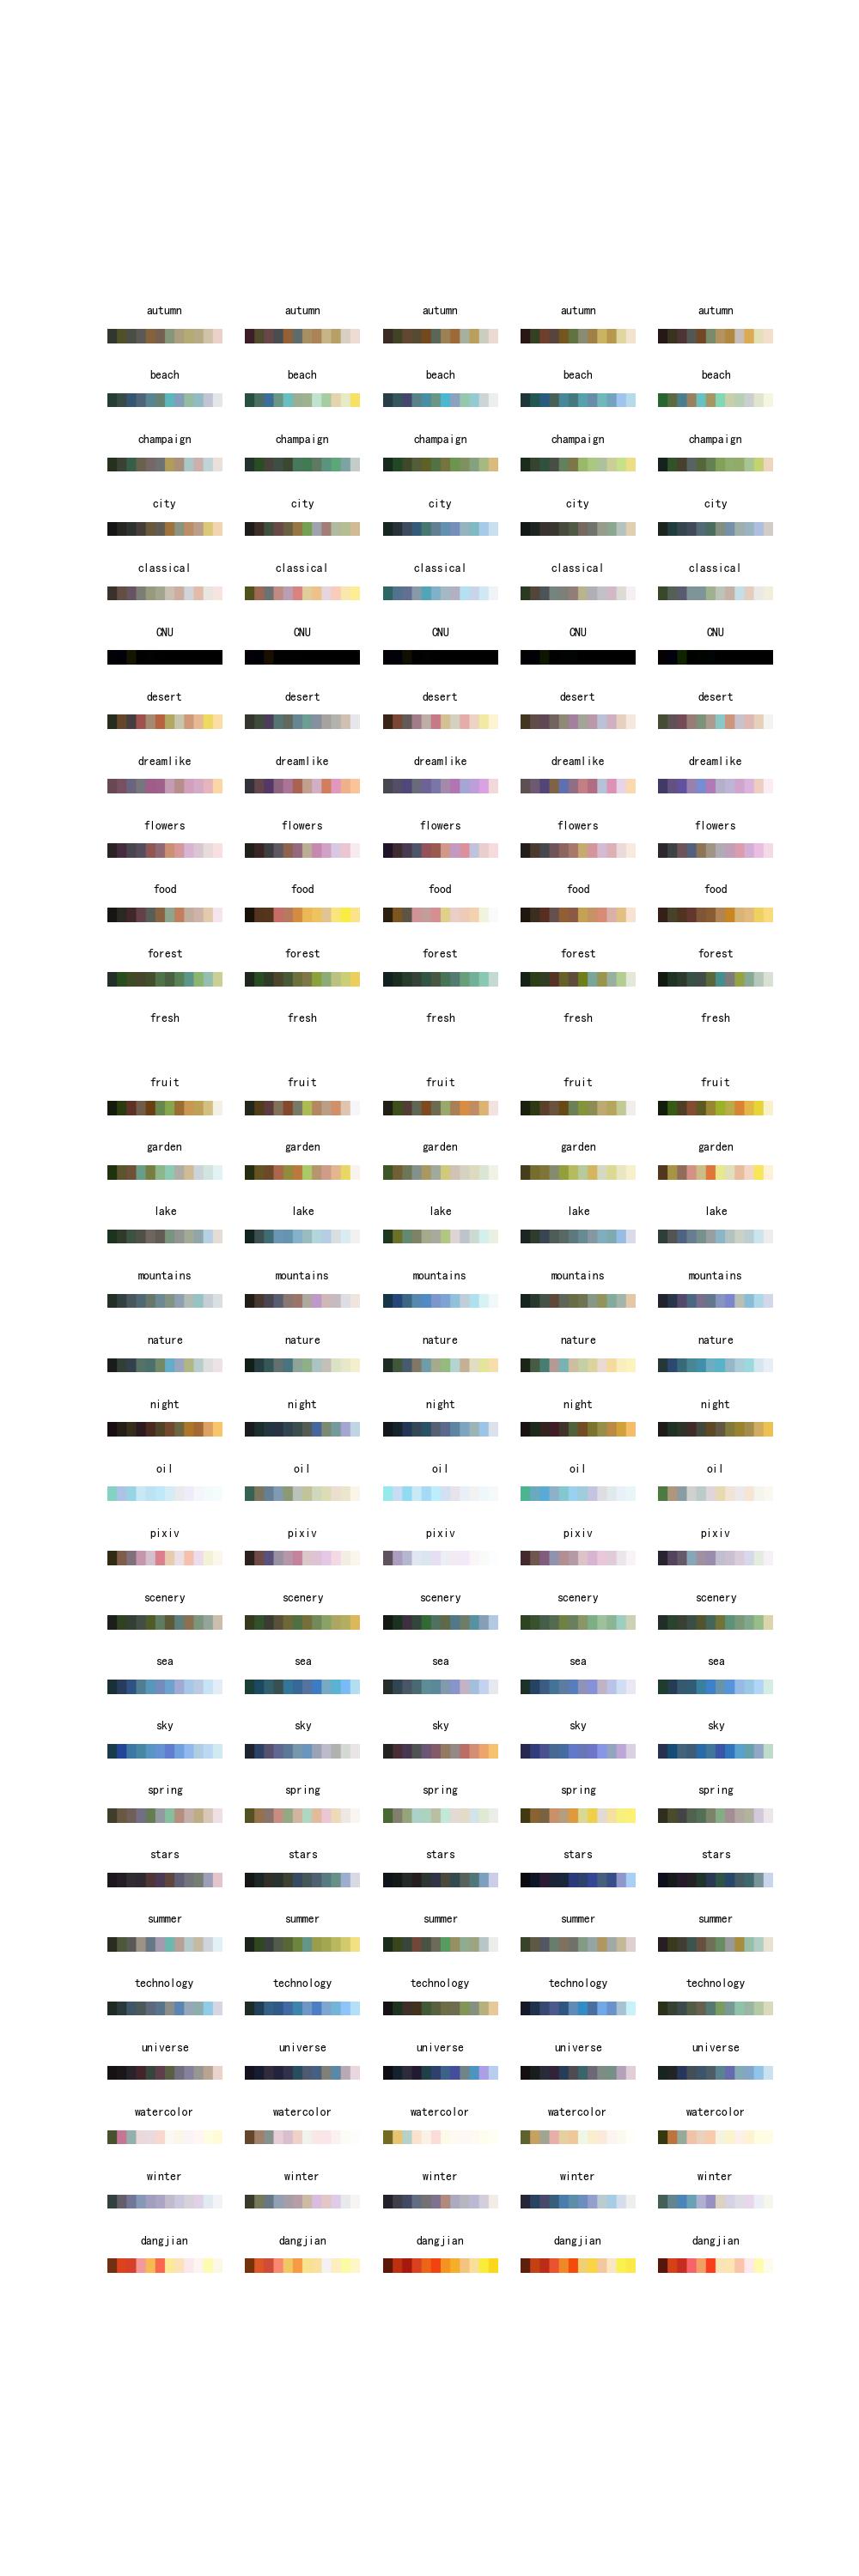 autumn autumn autumn autumn autumn
beach beach beach beach beach
champaign champaign champaign champaign champaign
city city city city city
classical classical classical classical classical
CNU CNU CNU CNU CNU
desert desert desert desert desert
dreamlike dreamlike dreamlike dreamlike dreamlike
flowers flowers flowers flowers flowers
food food food food food
forest forest forest forest forest
fresh fresh fresh fresh fresh
fruit fruit fruit fruit fruit
garden garden garden garden garden
lake lake lake lake lake
mountains mountains mountains mountains mountains
nature nature nature nature nature
night night night night night
oil oil oil oil oil
pixiv pixiv pixiv pixiv pixiv
scenery scenery scenery scenery scenery
sea sea sea sea sea
sky sky sky sky sky
spring spring spring spring spring
stars stars stars stars stars
summer summer summer summer summer
technology technology technology technology technology
universe universe universe universe universe
watercolor watercolor watercolor watercolor watercolor
winter winter winter winter winter
dangjian dangjian dangjian dangjian dangjian